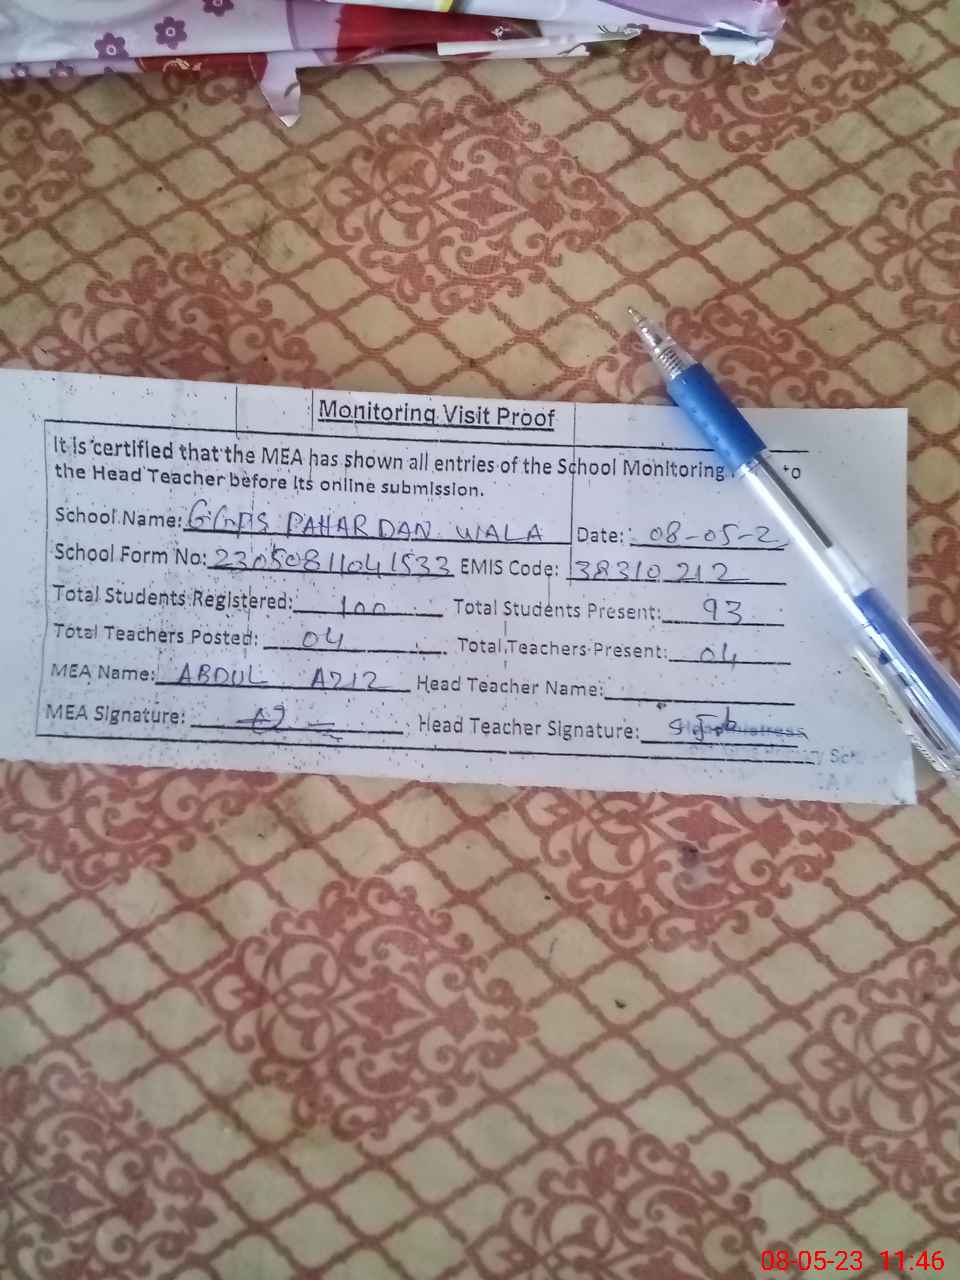 Monitoring Visit Proof
It is certified that the MEA has shown all entries of the School Monitoring to
the Head Teacher before its online submission.
School Name: GGPS PAHAR DAN WALA Date: 08-05-2
School Form No: 23050811041533 EMIS Code: 38310212
Total Students Registered: 100 Total Students Present: 93
Total Teachers Posted: 04 Total Teachers Present: 04
MEA Name: ABDUL AZIZ Head Teacher Name:
MEA Signature: Head Teacher Signature:
08-05-23 11:46